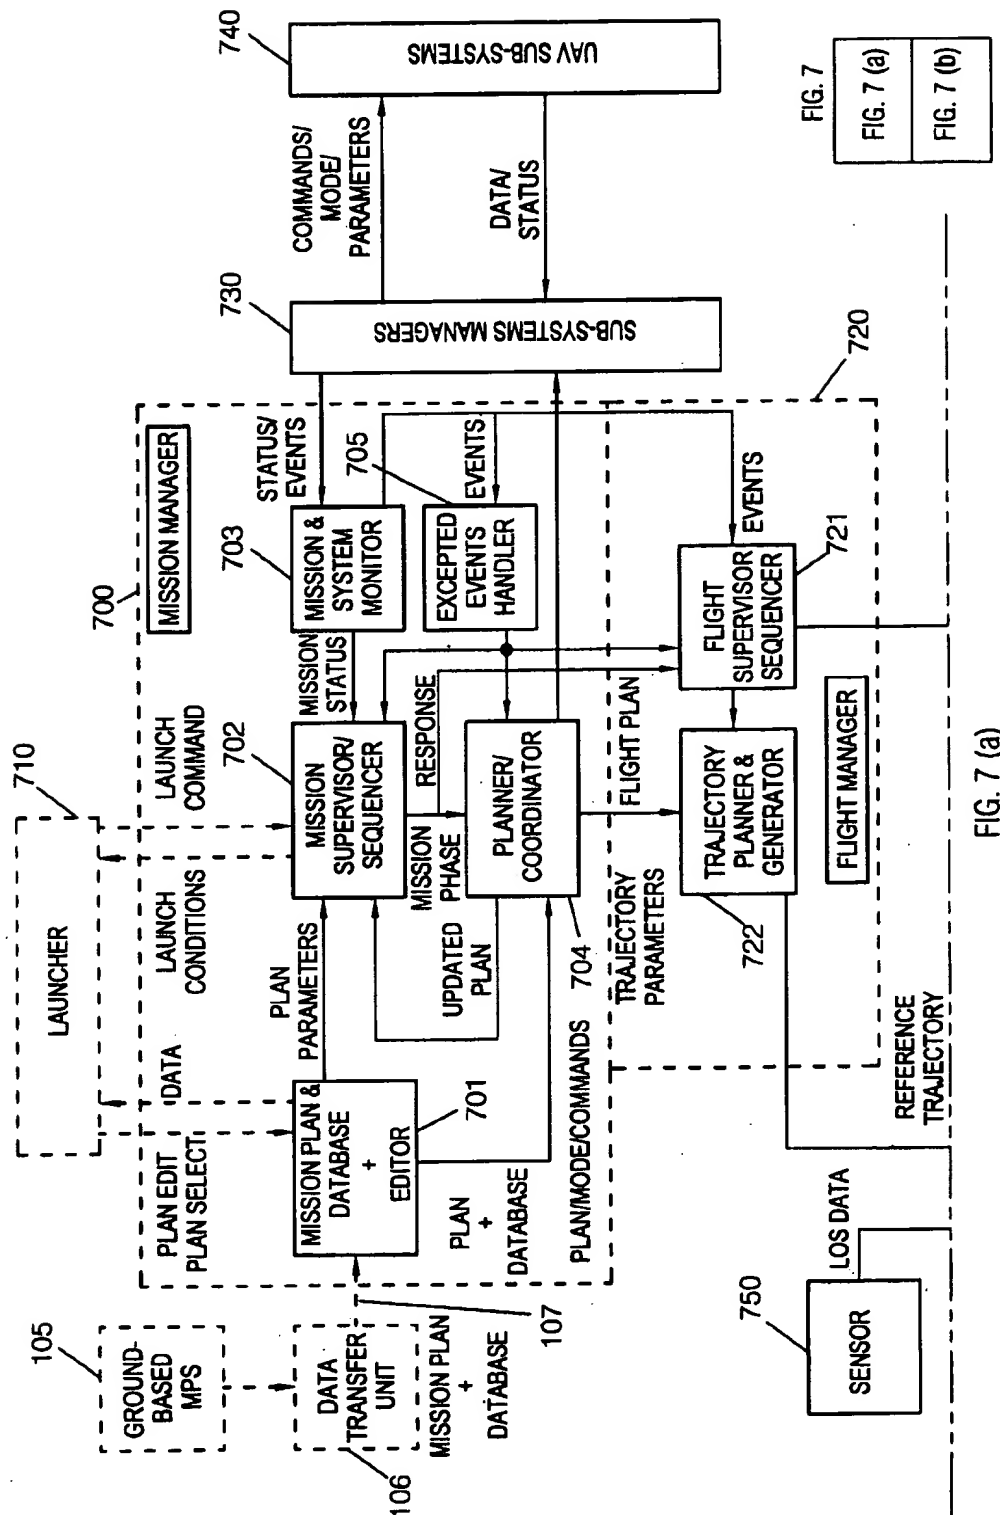 105
GROUND-
BASED
MPS
106
DATA
TRANSFER
UNIT
107
MISSION PLAN
+
DATABASE
LAUNCHER
710
PLAN EDIT
PLAN SELECT
DATA
LAUNCH
CONDITIONS
LAUNCH
COMMAND
700
MISSION MANAGER
MISSION PLAN &
DATABASE
+
EDITOR
701
PLAN
PARAMETERS
702
MISSION
SUPERVISOR/
SEQUENCER
MISSION
STATUS
703
MISSION &
SYSTEM
MONITOR
STATUS/
EVENTS
705
EXCEPTED
EVENTS
HANDLER
EVENTS
MISSION
PHASE
RESPONSE
UPDATED
PLAN
PLANNER/
COORDINATOR
704
PLAN
+
DATABASE
PLAN/MODE/COMMANDS
730
SUB-SYSTEMS MANAGERS
COMMANDS/
MODE/
PARAMETERS
DATA/
STATUS
740
UAV SUB-SYSTEMS
720
TRAJECTORY
PARAMETERS
FLIGHT PLAN
EVENTS
FLIGHT
SUPERVISOR
SEQUENCER
721
TRAJECTORY
PLANNER &
GENERATOR
722
FLIGHT MANAGER
REFERENCE
TRAJECTORY
750
SENSOR
LOS DATA
FIG. 7
FIG. 7 (a)
FIG. 7 (b)
FIG. 7 (a)